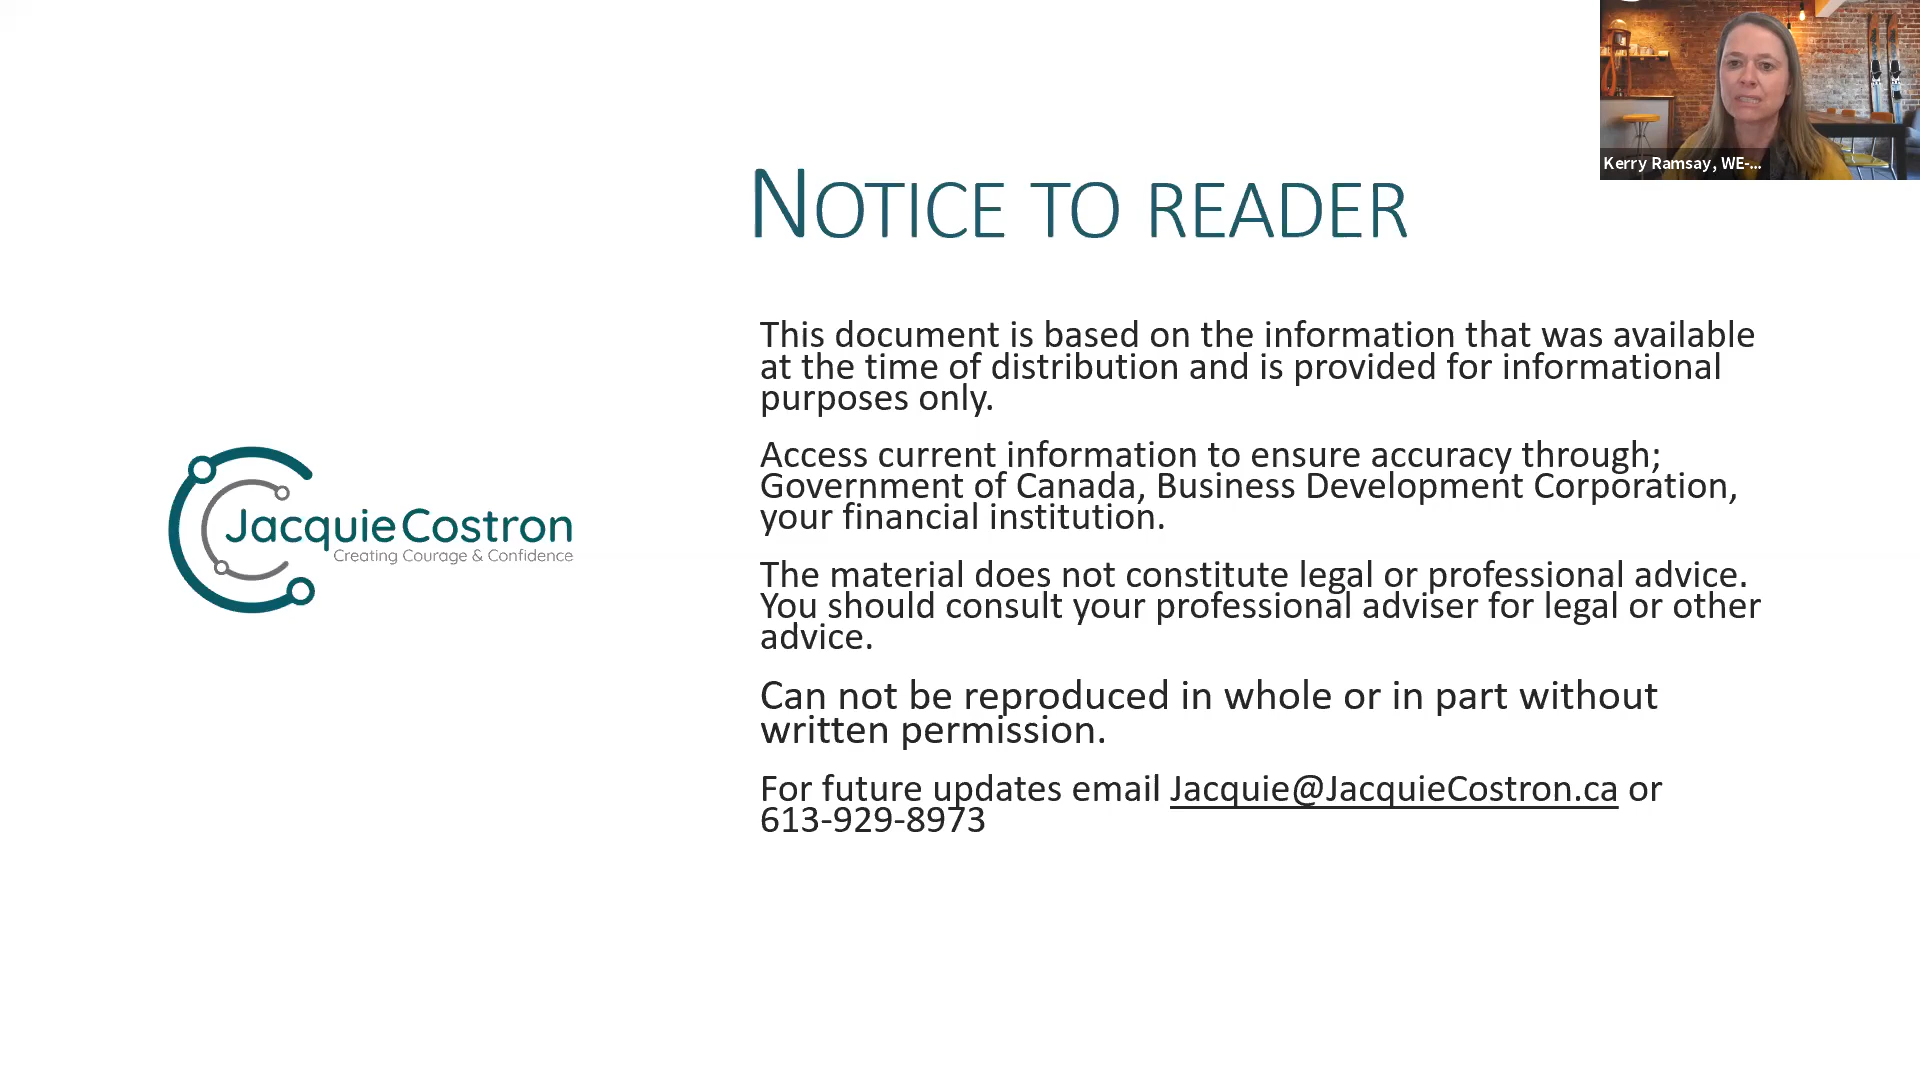 Kerry Ramsay, WE-...
NOTICE TO READER
This document is based on the information that was available
at the time of distribution and is provided for informational
purposes only.
Access current information to ensure accuracy through;
Government of Canada, Business Development Corporation,
your financial institution.
The material does not constitute legal or professional advice.
You should consult your professional adviser for legal or other
advice.
Can not be reproduced in whole or in part without
written permission.
For future updates email Jacquie@JacquieCostron.ca or
613-929-8973
JacquieCostron
Creating Courage & Confidence